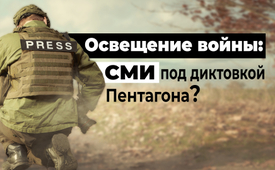 PRESS
Освещение войны:
СМИ под диктовкой
Пентагона?